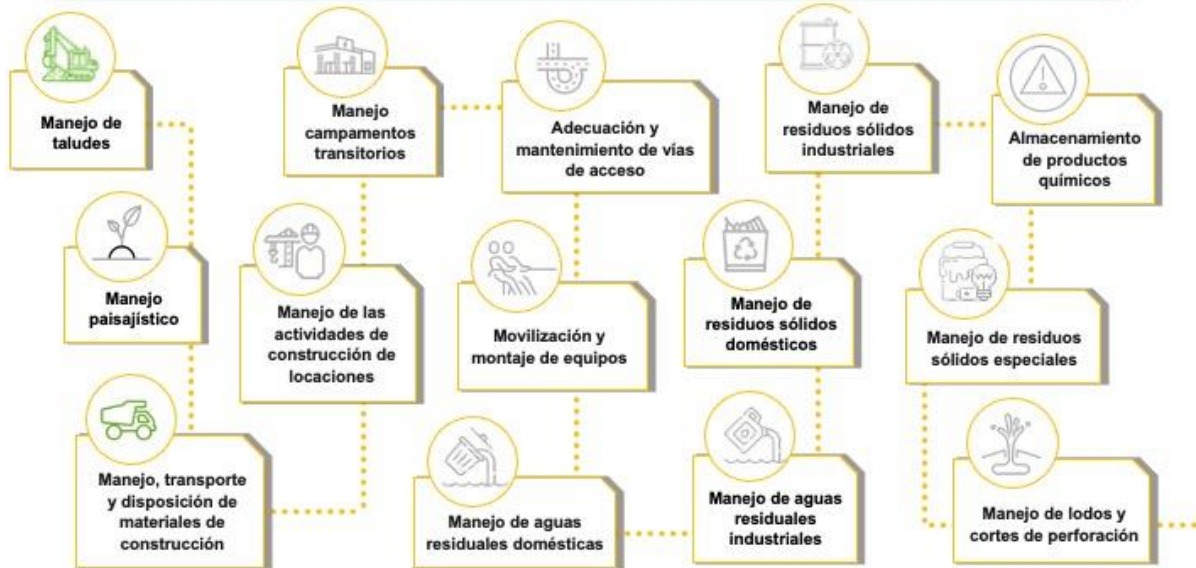 Manejo de
taludes
Manejo
paisajístico
Manejo, transporte
y disposición de
materiales de
construcción
Manejo de las
actividades de
construcción de
locaciones
Manejo
campamentos
transitorios
Adecuación y
mantenimiento de vías
de acceso
Movilización y
montaje de equipos
Manejo de aguas
residuales domésticas
Manejo de aguas
residuales
industriales
Manejo de
residuos sólidos
domésticos
Manejo de
residuos sólidos
industriales
Almacenamiento
de productos
químicos
Manejo de residuos
sólidos especiales
Manejo de lodos y
cortes de perforación